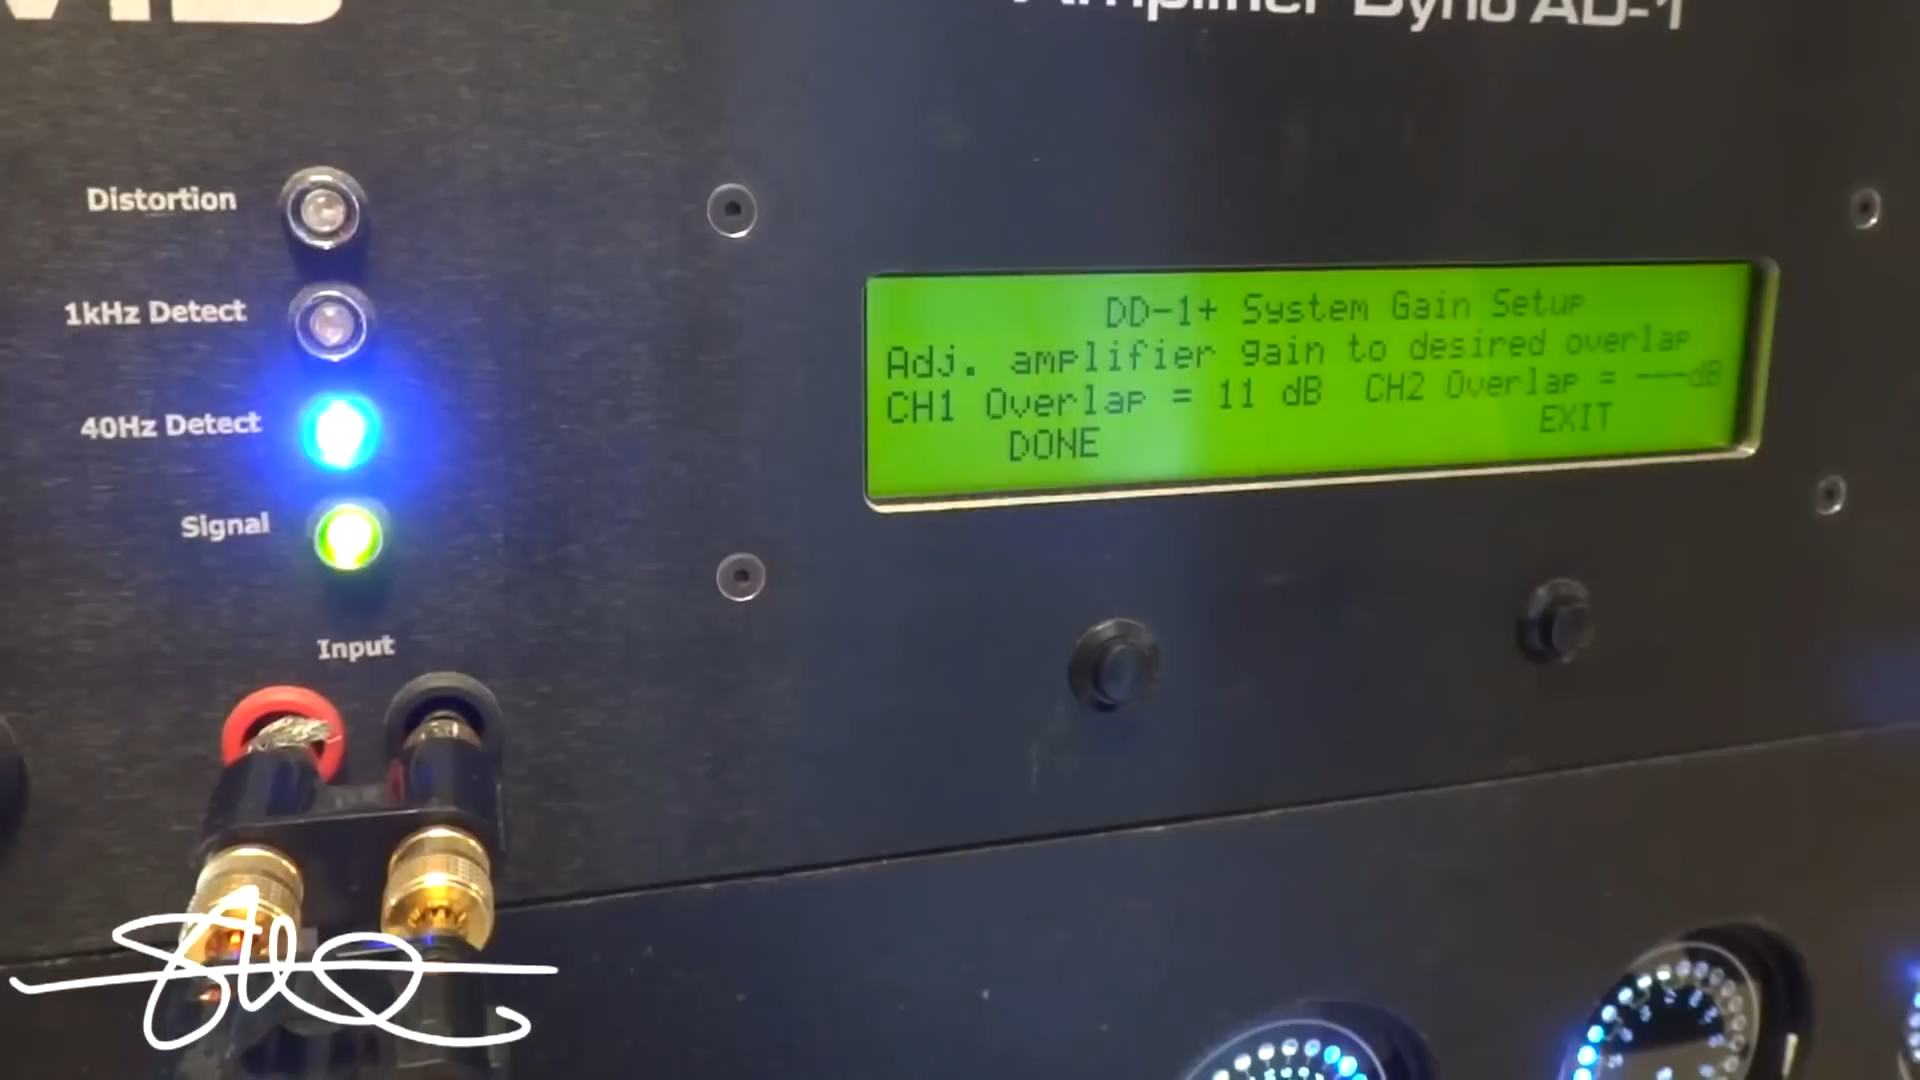 Amplifier Dyno AD-1
Distortion
1kHz Detect
40Hz Detect
Signal
Input
DD-1+ System Gain Setup
Adj. amplifier gain to desired overlap
CH1 Overlap = 11 dB CH2 Overlap = ---dB
DONE EXIT